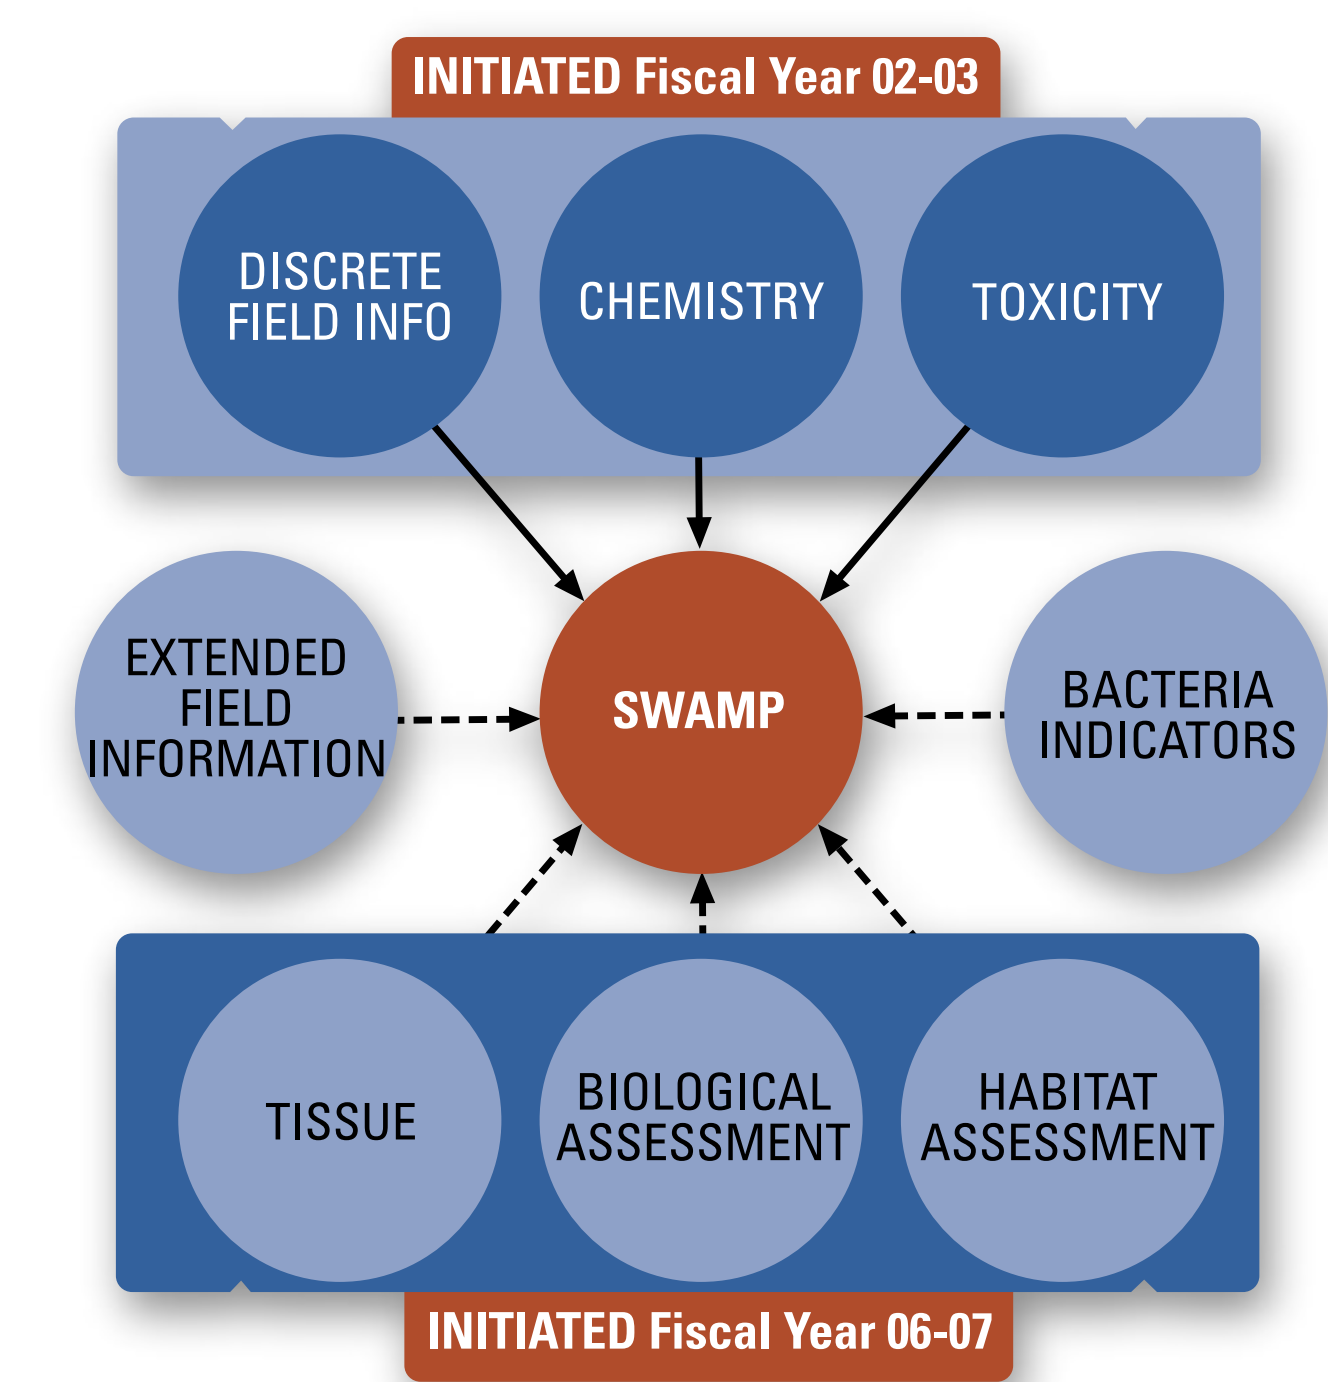 INITIATED Fiscal Year 02-03
DISCRETE
FIELD INFO
CHEMISTRY
TOXICITY
EXTENDED
FIELD
INFORMATION
SWAMP
BACTERIA
INDICATORS
TISSUE
BIOLOGICAL
ASSESSMENT
HABITAT
ASSESSMENT
INITIATED Fiscal Year 06-07